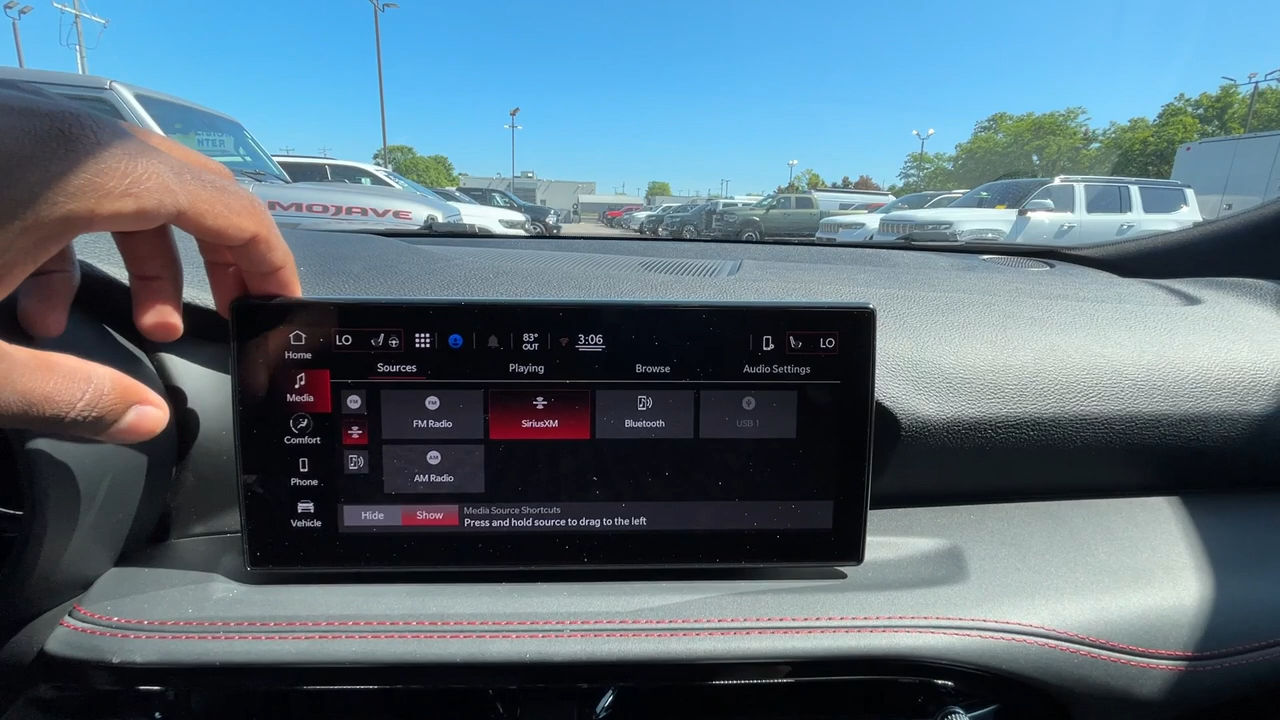 MOJAVE
Home
LO
83°
OUT
3:06
LO
Sources
Playing
Browse
Audio Settings
Media
FM
FM
FM Radio
SiriusXM
Bluetooth
USB 1
Comfort
AM
AM Radio
Phone
Vehicle
Hide
Show
Media Source Shortcuts
Press and hold source to drag to the left